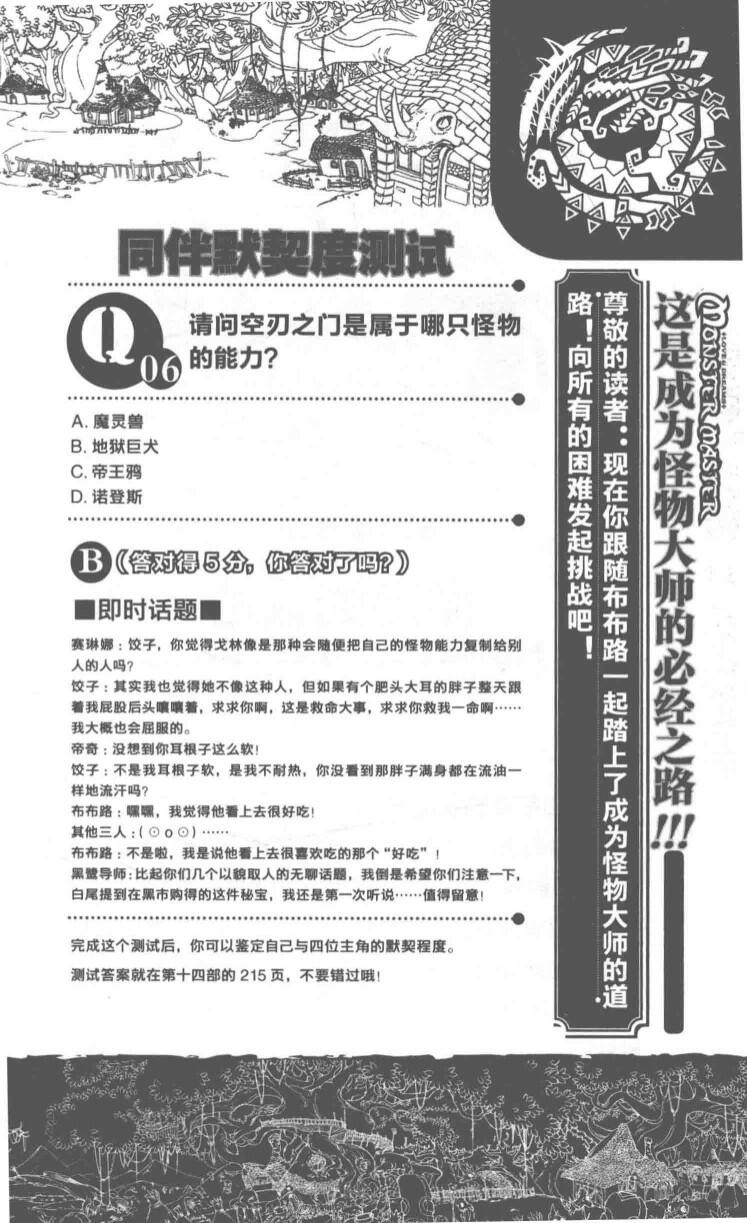 同伴默契度测试
Q06
请问空刃之门是属于哪只怪物
的能力？
A. 魔灵兽
B. 地狱巨犬
C. 帝王鸦
D. 诺登斯
B（答对得5分，你答对了吗？）
■即时话题■
赛琳娜：饺子，你觉得戈林像是那种会随便把自己的怪物能力复制给别
人的人吗？
饺子：其实我也觉得她不像这种人，但如果有个肥头大耳的胖子整天跟
着我屁股后头嚷嚷着，求求你啊，这是救命大事，求求你救我一命啊……
我大概也会屈服的。
帝奇：没想到你耳根子这么软！
饺子：不是我耳根子软，是我不耐热，你没看到那胖子满身都在流油一
样地流汗吗？
布布路：嘿嘿，我觉得他看上去很好吃！
其他三人：(⊙o⊙)……
布布路：不是啦，我是说他看上去很喜欢吃的那个“好吃”！
黑鹭导师：比起你们几个以貌取人的无聊话题，我倒是希望你们注意一下，
白尾提到在黑市购得的这件秘宝，我还是第一次听说……值得留意！
完成这个测试后，你可以鉴定自己与四位主角的默契程度。
测试答案就在第十四部的215页，不要错过哦！
MONSTER MASTER
+LOVE & DREAMS+
这是成为怪物大师的必经之路!!!
尊敬的读者：现在你跟随布布路一起踏上了成为怪物大师的道
路！向所有的困难发起挑战吧！